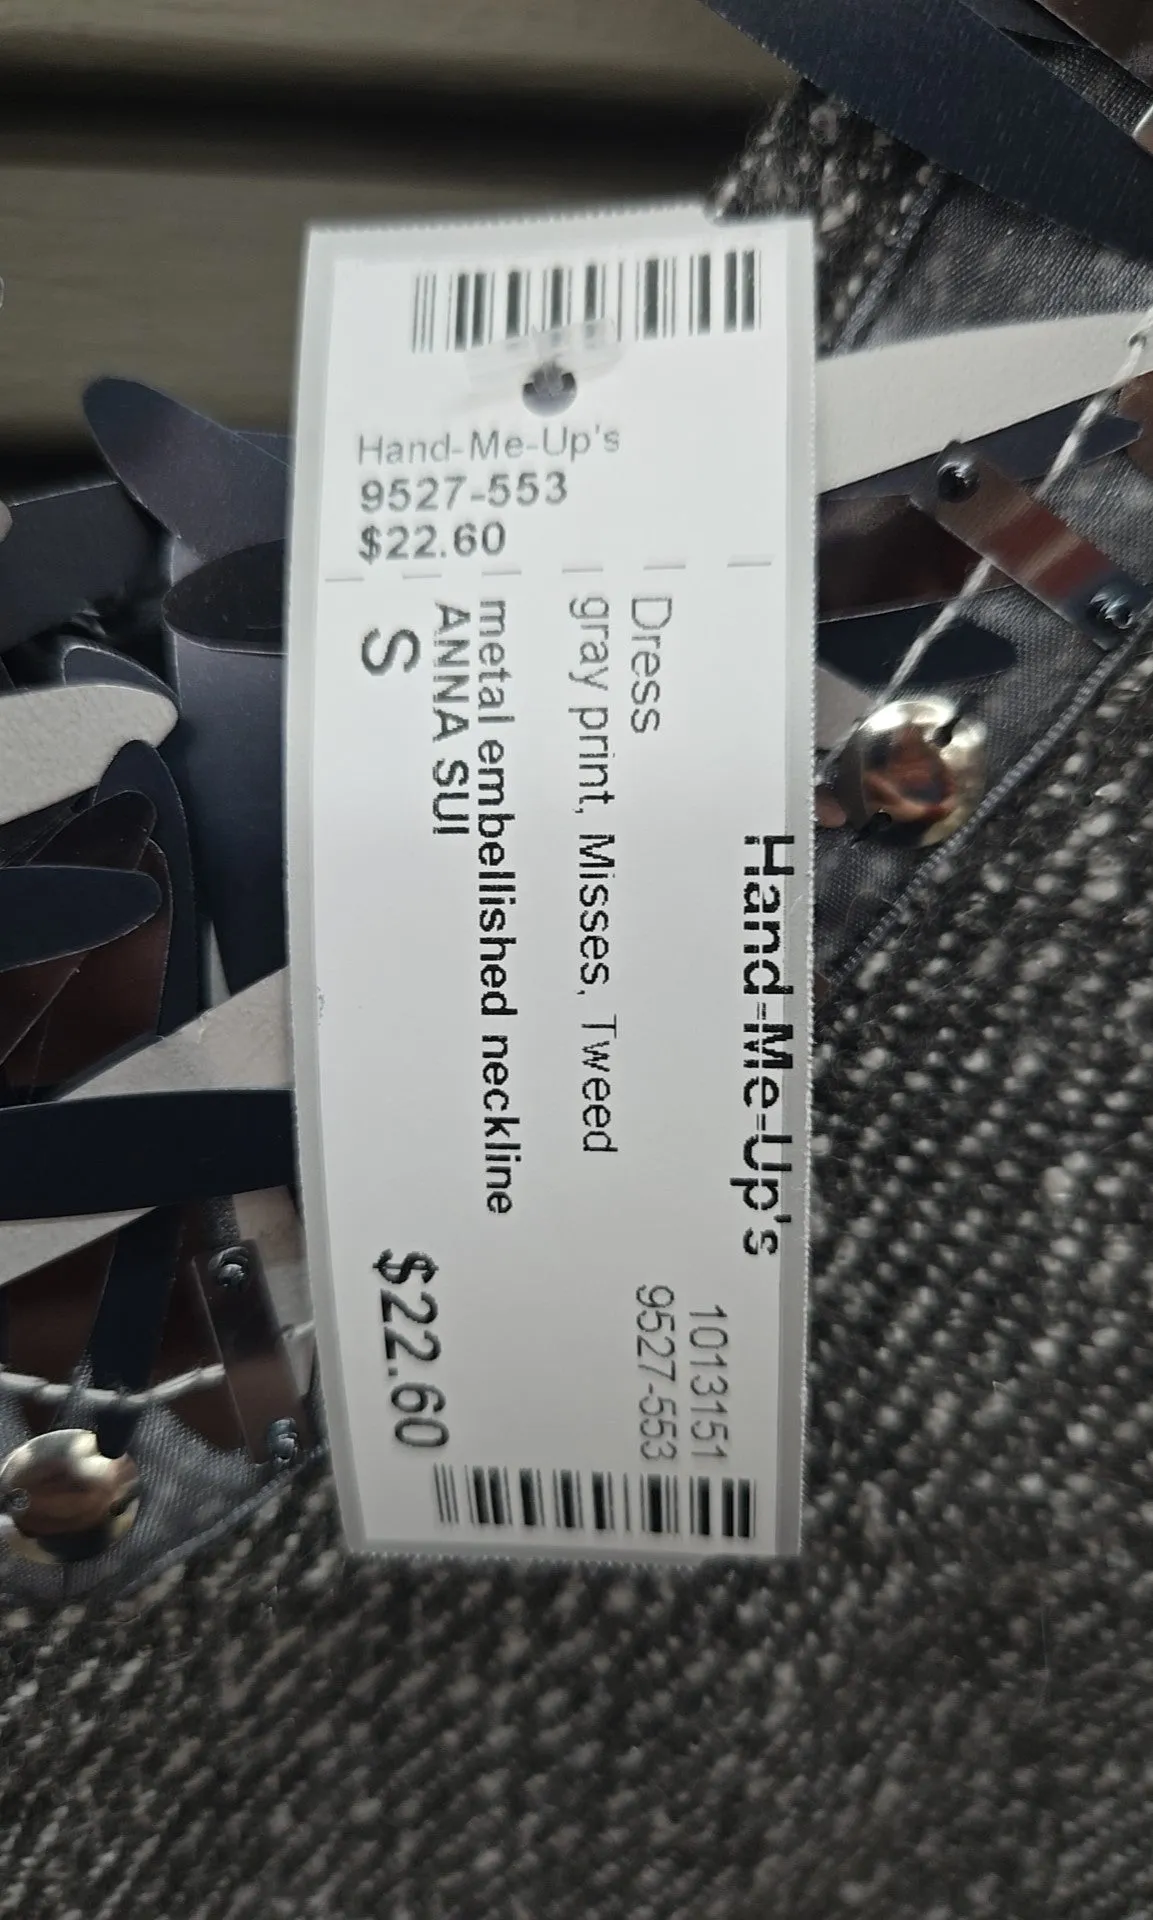 Hand-Me-Up's
9527-553
$22.60
Hand-Me-Up's
1013151
9527-553
Dress
gray print, Misses, Tweed
metal embellished neckline
ANNA SUI
S
$22.60